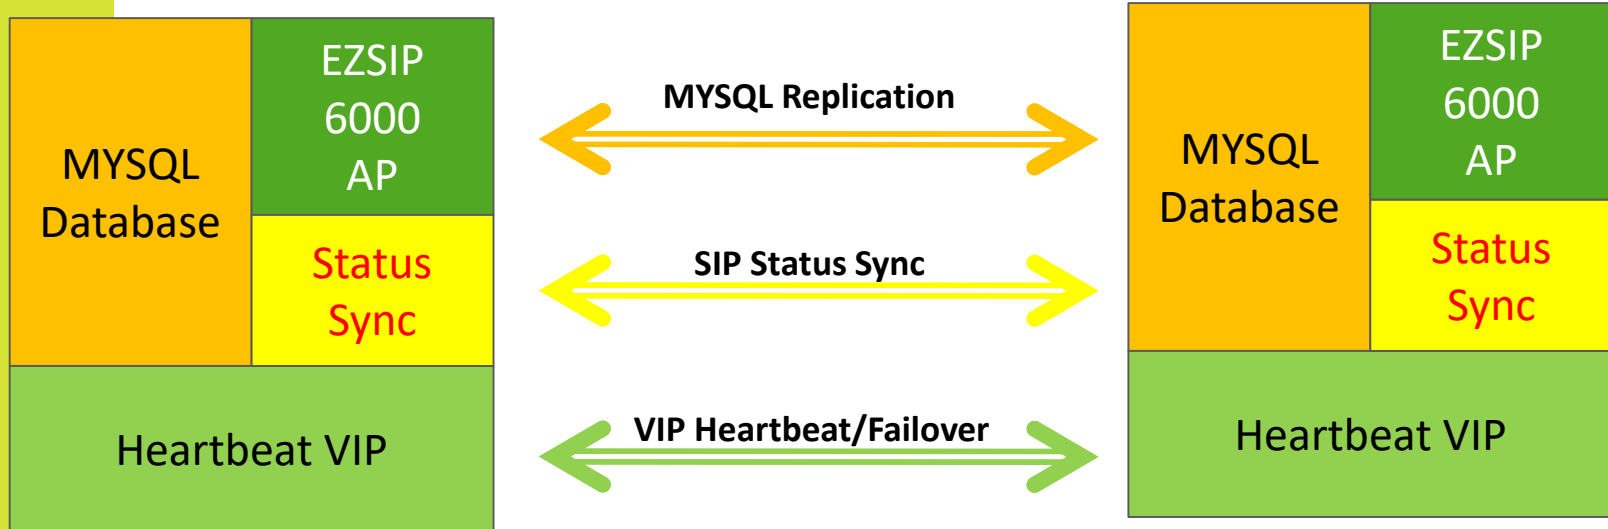 MYSQL
Database
EZSIP
6000
AP
Status
Sync
Heartbeat VIP
MYSQL Replication
SIP Status Sync
VIP Heartbeat/Failover
MYSQL
Database
EZSIP
6000
AP
Status
Sync
Heartbeat VIP